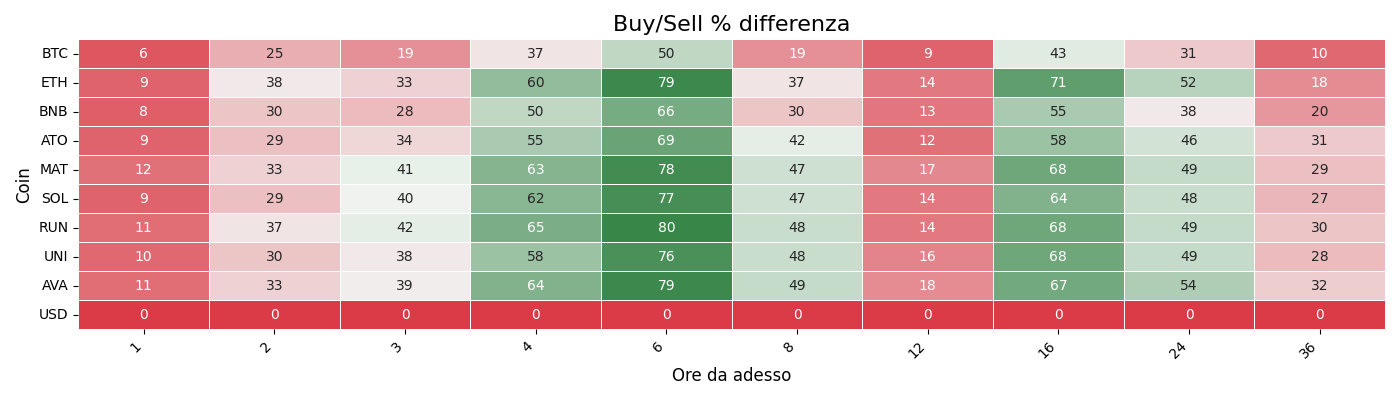 Buy/Sell % differenza
Coin
BTC 6 25 19 37 50 19 9 43 31 10
ETH 9 38 33 60 79 37 14 71 52 18
BNB 8 30 28 50 66 30 13 55 38 20
ATO 9 29 34 55 69 42 12 58 46 31
MAT 12 33 41 63 78 47 17 68 49 29
SOL 9 29 40 62 77 47 14 64 48 27
RUN 11 37 42 65 80 48 14 68 49 30
UNI 10 30 38 58 76 48 16 68 49 28
AVA 11 33 39 64 79 49 18 67 54 32
USD 0 0 0 0 0 0 0 0 0 0
1 2 3 4 6 8 12 16 24 36
Ore da adesso